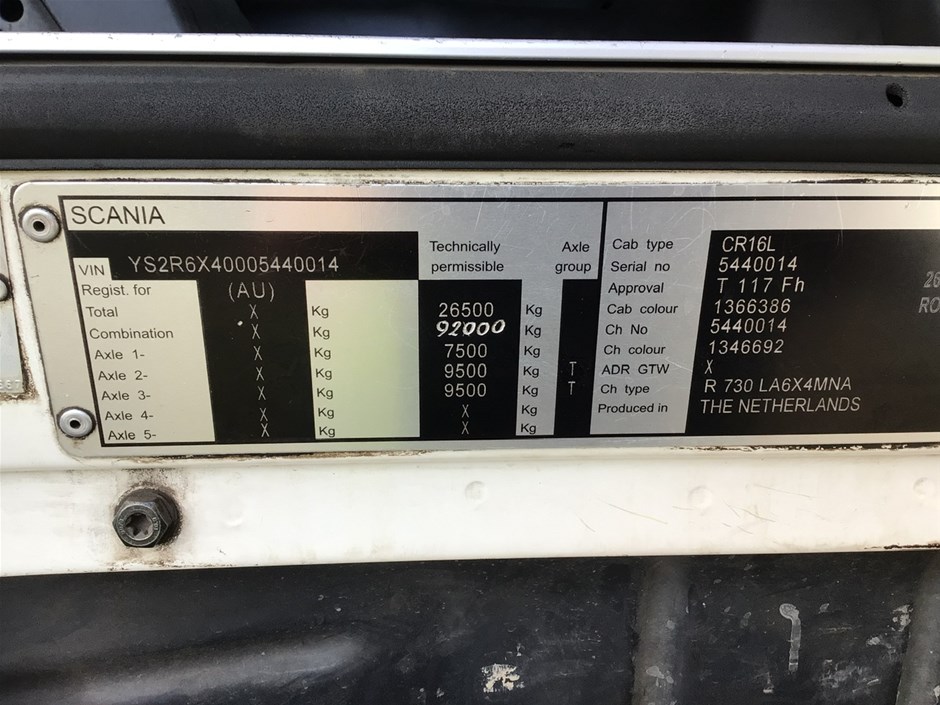 SCANIA
VIN YS2R6X40005440014
Technically permissible
Axle group
Regist. for (AU)
Total X Kg 26500 Kg
Combination X Kg 92000 Kg
Axle 1- X Kg 7500 Kg
Axle 2- X Kg 9500 Kg T
Axle 3- X Kg 9500 Kg T
Axle 4- X Kg X Kg
Axle 5- X Kg X Kg
Cab type CR16L
Serial no 5440014
Approval T 117 Fh
Cab colour 1366386
Ch No 5440014
Ch colour 1346692
ADR GTW X
Ch type R 730 LA6X4MNA
Produced in THE NETHERLANDS